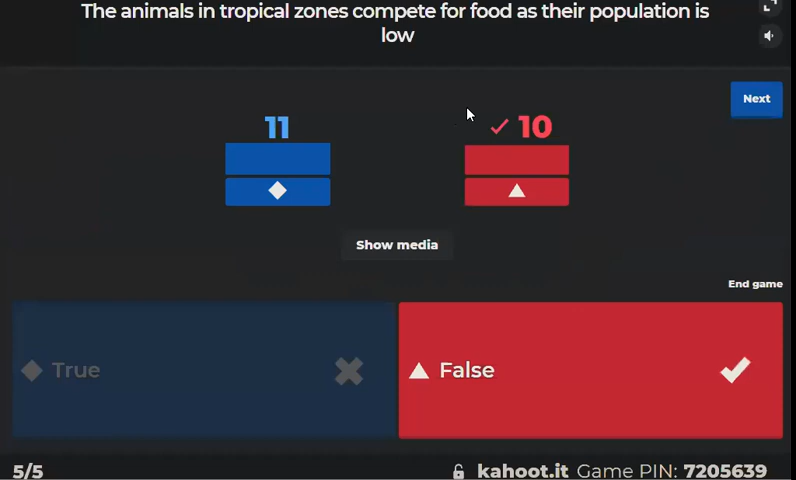 The animals in tropical zones compete for food as their population is
low
Next
11
10
Show media
End game
True
False
5/5
kahoot.it Game PIN: 7205639